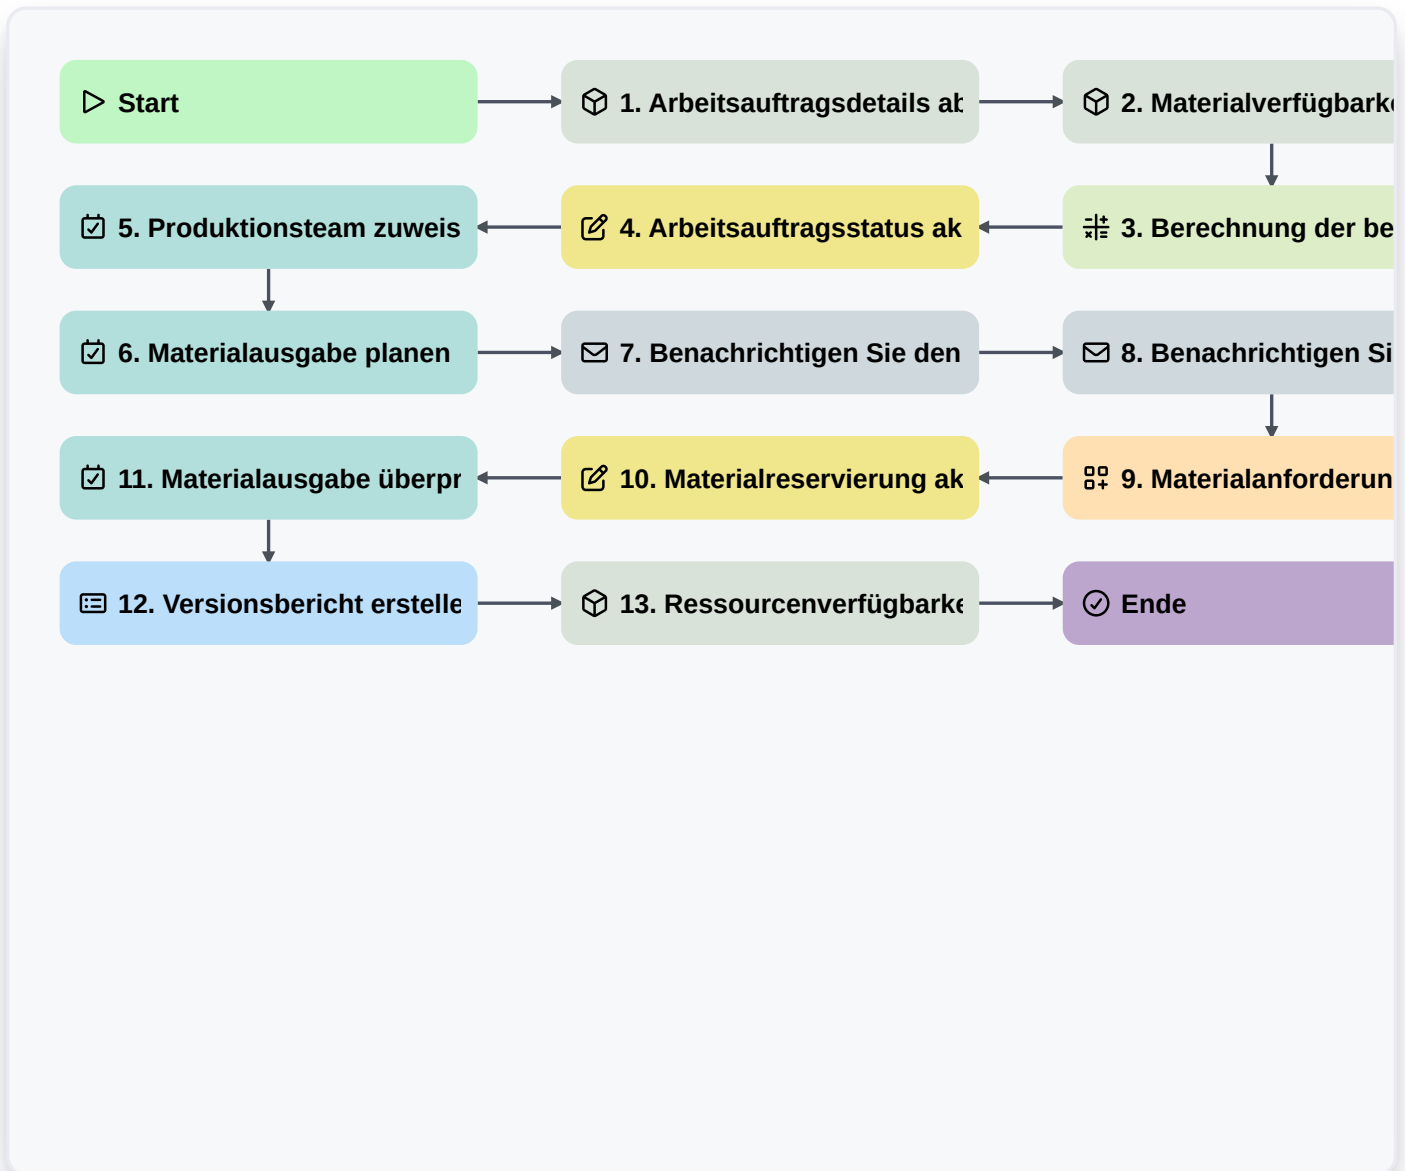 Start
1. Arbeitsauftragsdetails ab
2. Materialverfügbarke
5. Produktionsteam zuweis
4. Arbeitsauftragsstatus ak
3. Berechnung der be
6. Materialausgabe planen
7. Benachrichtigen Sie den
8. Benachrichtigen Si
11. Materialausgabe überpr
10. Materialreservierung ak
9. Materialanforderun
12. Versionsbericht erstelle
13. Ressourcenverfügbarke
Ende